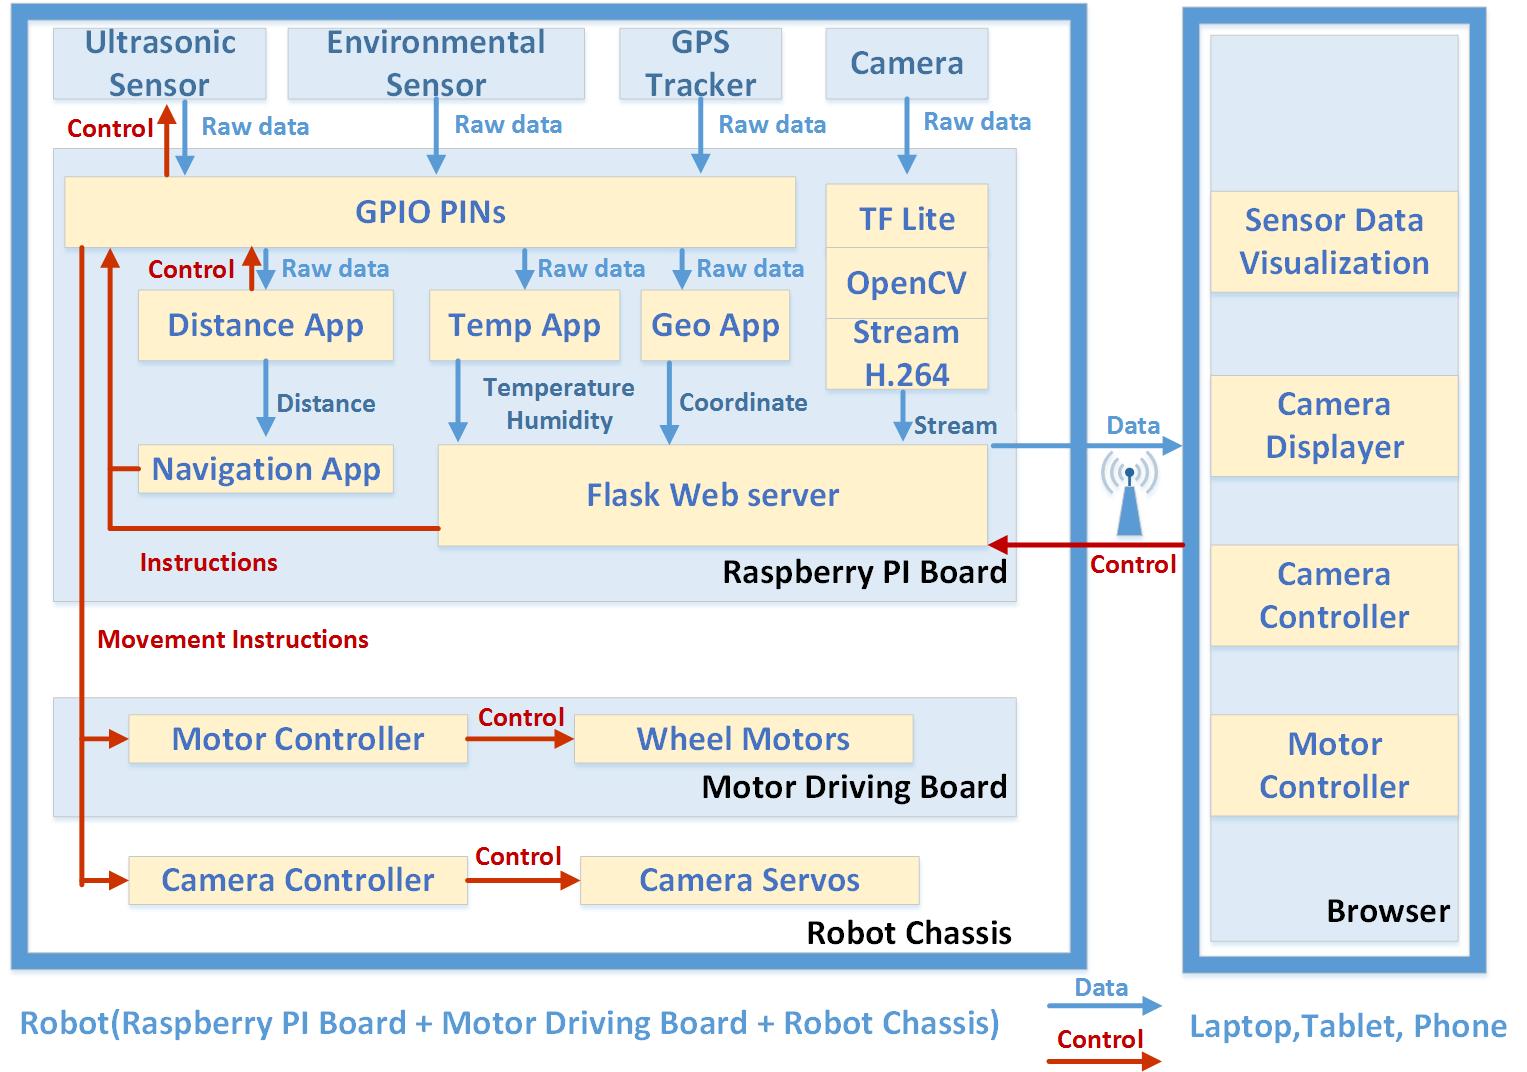 Ultrasonic
Sensor
Environmental
Sensor
GPS
Tracker
Camera
Control
Raw data
Raw data
Raw data
Raw data
GPIO PINs
TF Lite
OpenCV
Stream
H.264
Control
Raw data
Raw data
Raw data
Distance App
Temp App
Geo App
Distance
Temperature
Humidity
Coordinate
Stream
Navigation App
Flask Web server
Instructions
Raspberry PI Board
Movement Instructions
Motor Controller
Control
Wheel Motors
Motor Driving Board
Camera Controller
Control
Camera Servos
Robot Chassis
Data
Control
Sensor Data
Visualization
Camera
Displayer
Camera
Controller
Motor
Controller
Browser
Robot(Raspberry PI Board + Motor Driving Board + Robot Chassis)
Data
Control
Laptop,Tablet, Phone